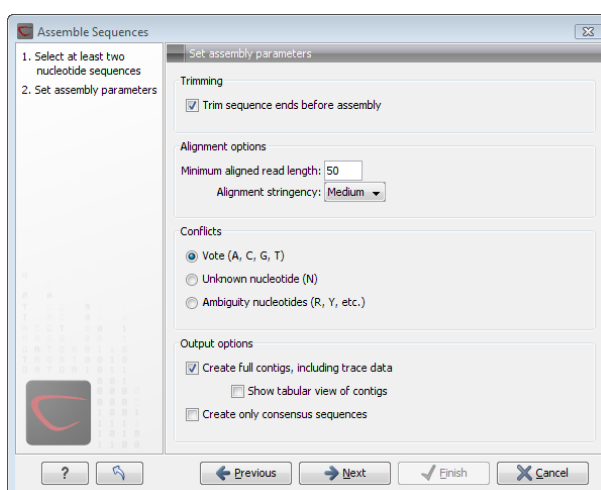 Assemble Sequences
1. Select at least two
nucleotide sequences
2. Set assembly parameters
Set assembly parameters
Trimming
Trim sequence ends before assembly
Alignment options
Minimum aligned read length: 50
Alignment stringency: Medium
Conflicts
Vote (A, C, G, T)
Unknown nucleotide (N)
Ambiguity nucleotides (R, Y, etc.)
Output options
Create full contigs, including trace data
Show tabular view of contigs
Create only consensus sequences
?
Previous
Next
Finish
Cancel